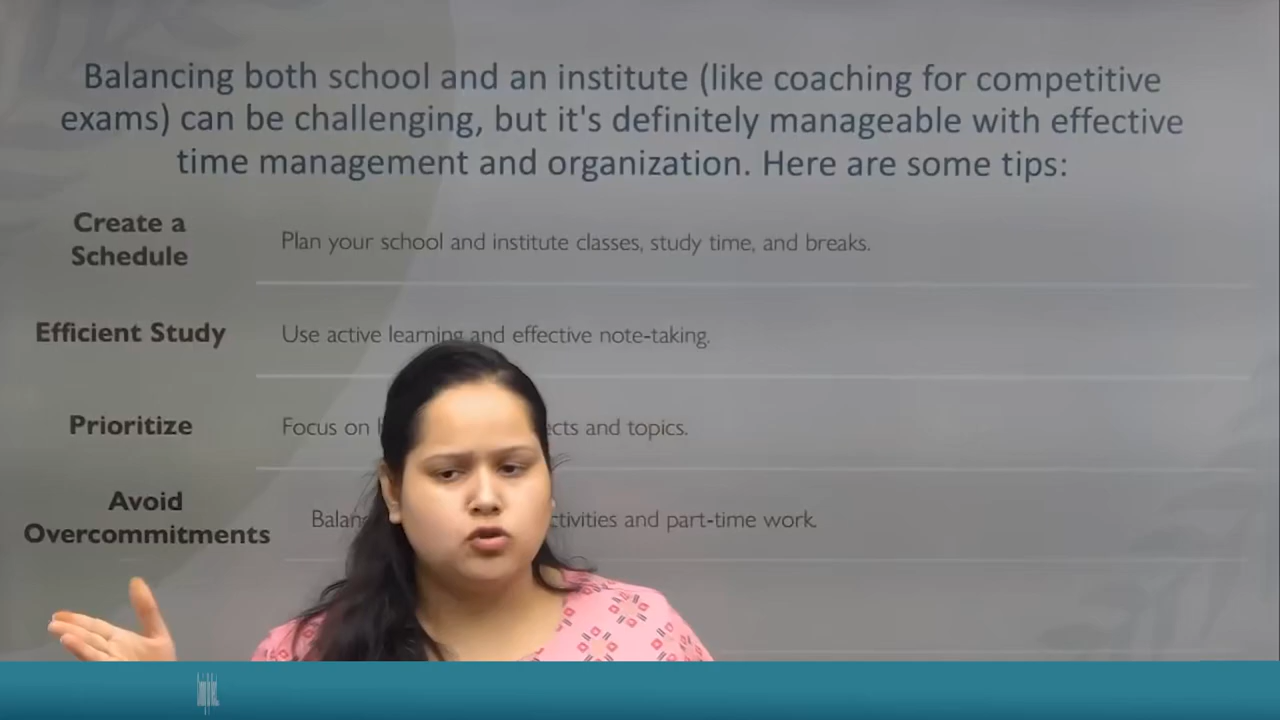 Balancing both school and an institute (like coaching for competitive
exams) can be challenging, but it's definitely manageable with effective
time management and organization. Here are some tips:
Create a
Schedule
Plan your school and institute classes, study time, and breaks.
Efficient Study
Use active learning and effective note-taking.
Prioritize
Focus on and topics.
Avoid
Overcommitments
and part-time work.